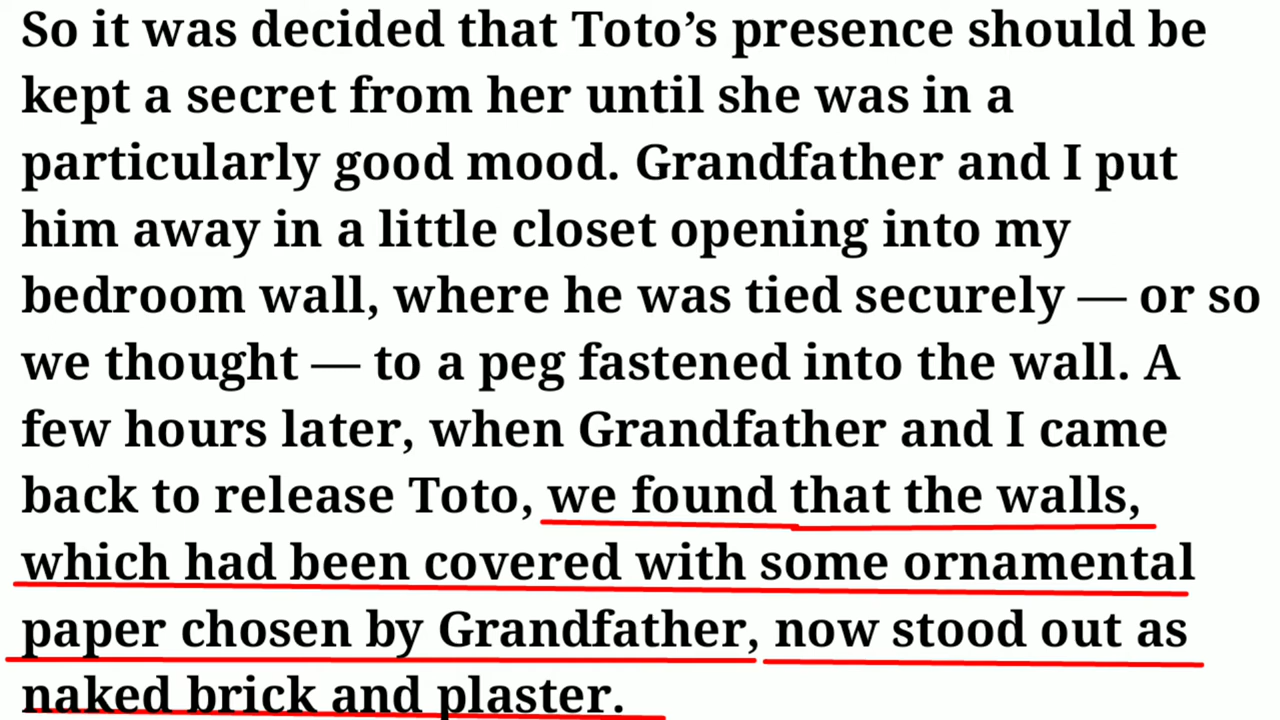 So it was decided that Toto’s presence should be
kept a secret from her until she was in a
particularly good mood. Grandfather and I put
him away in a little closet opening into my
bedroom wall, where he was tied securely — or so
we thought — to a peg fastened into the wall. A
few hours later, when Grandfather and I came
back to release Toto, we found that the walls,
which had been covered with some ornamental
paper chosen by Grandfather, now stood out as
naked brick and plaster.